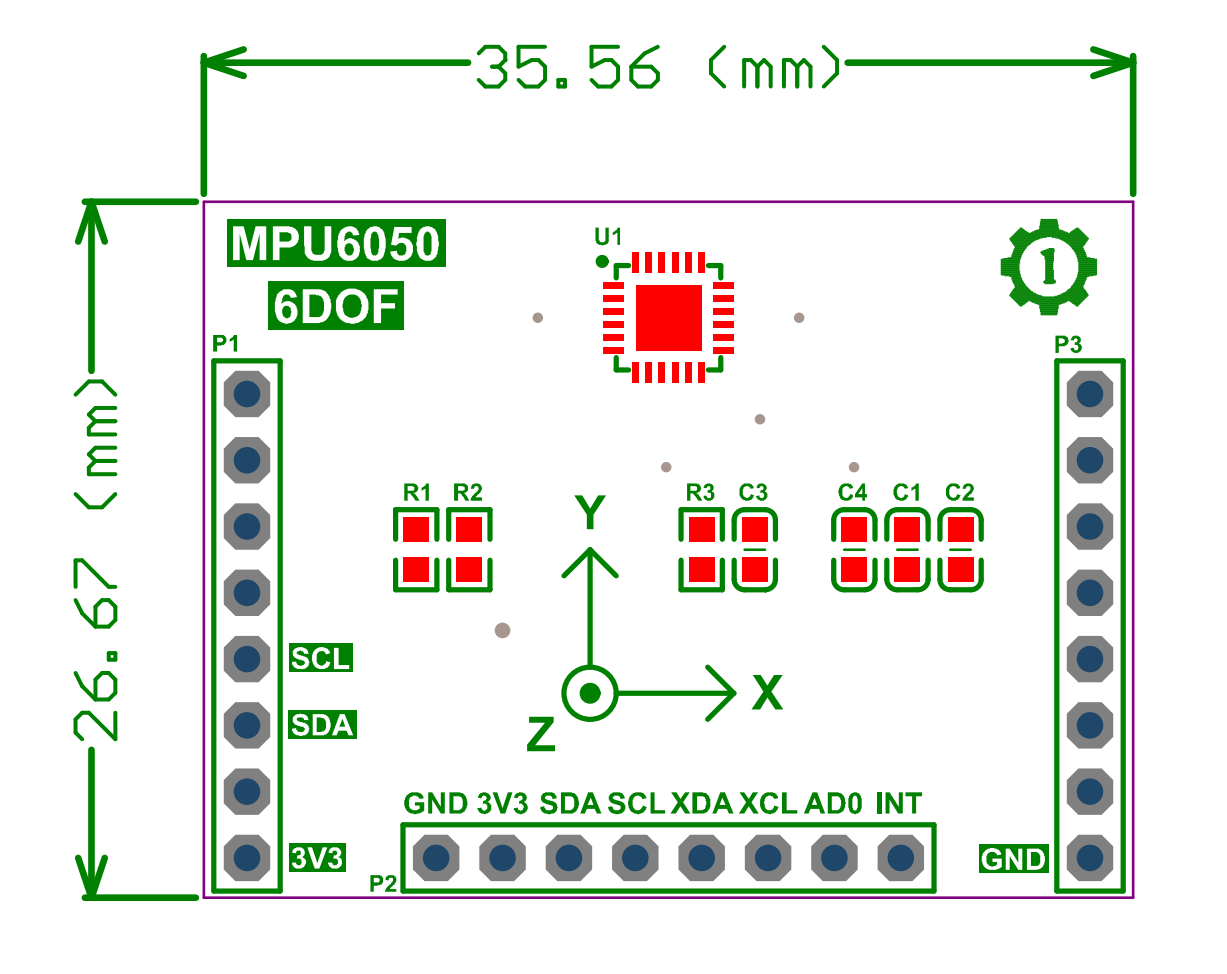 35.56 (mm)
26.67 (mm)
MPU6050
6DOF
U1
1
P1
P3
R1 R2 R3 C3 C4 C1 C2
Y
SCL
X
SDA
Z
GND 3V3 SDA SCL XDA XCL AD0 INT
3V3
GND
P2